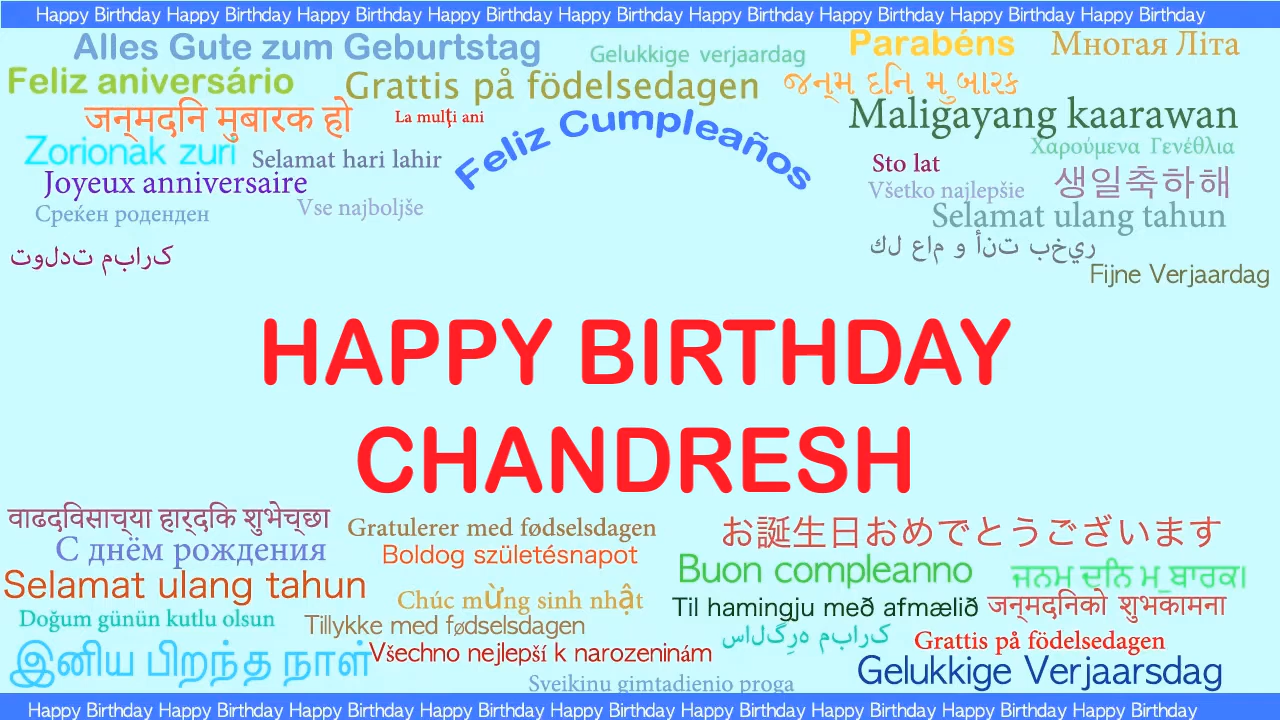 Happy Birthday Happy Birthday Happy Birthday Happy Birthday Happy Birthday Happy Birthday Happy Birthday Happy Birthday Happy Birthday
Alles Gute zum Geburtstag
Gelukkige verjaardag
Parabéns
Многая Літа
Feliz aniversário
Grattis på födelsedagen
જન્મ દનિ મુબારક
जन्मदनि मुबारक हो
La mulţi ani
Feliz Cumpleaños
Maligayang kaarawan
Zorionak zuri
Selamat hari lahir
Χαρούμενα Γενέθλια
Sto lat
Joyeux anniversaire
Všetko najlepšie
생일축하해
Среќен роденден
Vse najboljše
Selamat ulang tahun
تولدت مبارک
كل عام و أنت بخير
Fijne Verjaardag
HAPPY BIRTHDAY
CHANDRESH
वाढदविसाच्या हार्दकि शुभेच्छा
Gratulerer med fødselsdagen
お誕生日おめでとうございます
С днём рождения
Boldog születésnapot
Buon compleanno
ਜਨਮ ਦਨਿ ਮੁਬਾਰਕ।
Selamat ulang tahun
Chúc mừng sinh nhật
Til hamingju með afmælið
जन्मदनिको शुभकामना
Doğum günün kutlu olsun
Tillykke med fødselsdagen
سالگرہ مبارک
Grattis på födelsedagen
இனிய பிறந்த நாள்
Všechno nejlepší k narozeninám
Gelukkige Verjaarsdag
Sveikinu gimtadienio proga
Happy Birthday Happy Birthday Happy Birthday Happy Birthday Happy Birthday Happy Birthday Happy Birthday Happy Birthday Happy Birthday